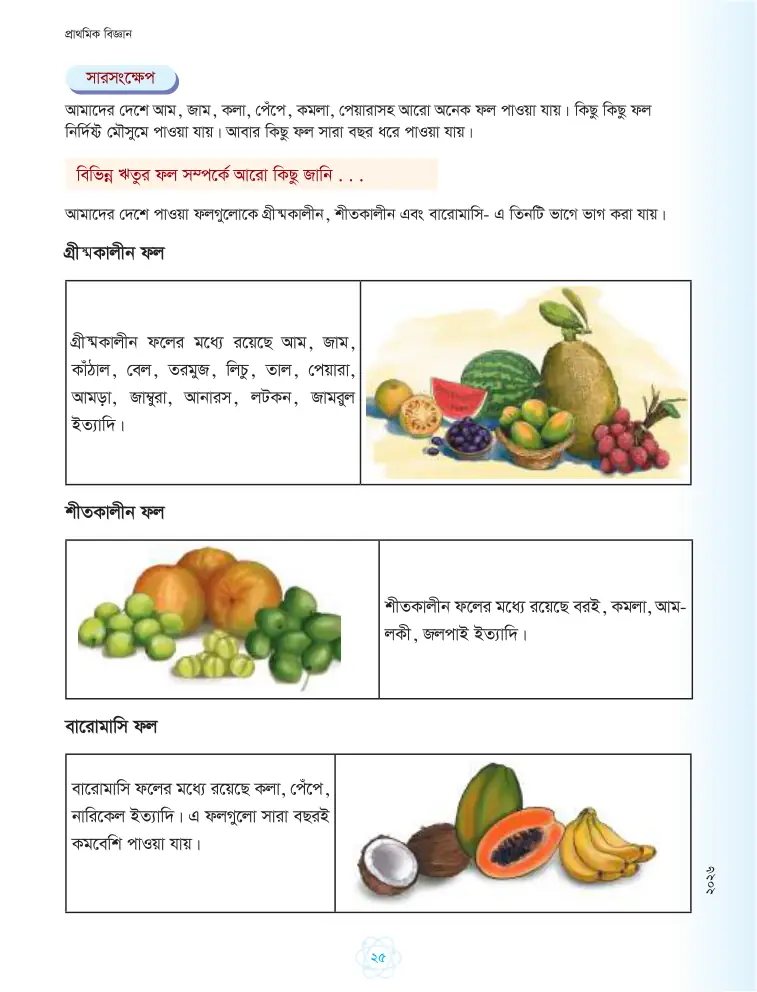 প্রাথমিক বিজ্ঞান
সারসংক্ষেপ
আমাদের দেশে আম, জাম, কলা, পেঁপে, কমলা, পেয়ারাসহ আরো অনেক ফল পাওয়া যায়। কিছু কিছু ফল
নির্দিষ্ট মৌসুমে পাওয়া যায়। আবার কিছু ফল সারা বছর ধরে পাওয়া যায়।
বিভিন্ন ঋতুর ফল সম্পর্কে আরো কিছু জানি . . .
আমাদের দেশে পাওয়া ফলগুলোকে গ্রীষ্মকালীন, শীতকালীন এবং বারোমাসি- এ তিনটি ভাগে ভাগ করা যায়।
গ্রীষ্মকালীন ফল
গ্রীষ্মকালীন ফলের মধ্যে রয়েছে আম, জাম,
কাঁঠাল, বেল, তরমুজ, লিচু, তাল, পেয়ারা,
আমড়া, জাম্বুরা, আনারস, লটকন, জামরুল
ইত্যাদি।
শীতকালীন ফল
শীতকালীন ফলের মধ্যে রয়েছে বরই, কমলা, আম-
লকী, জলপাই ইত্যাদি।
বারোমাসি ফল
বারোমাসি ফলের মধ্যে রয়েছে কলা, পেঁপে,
নারিকেল ইত্যাদি। এ ফলগুলো সারা বছরই
কমবেশি পাওয়া যায়।
২০২৬
২৫